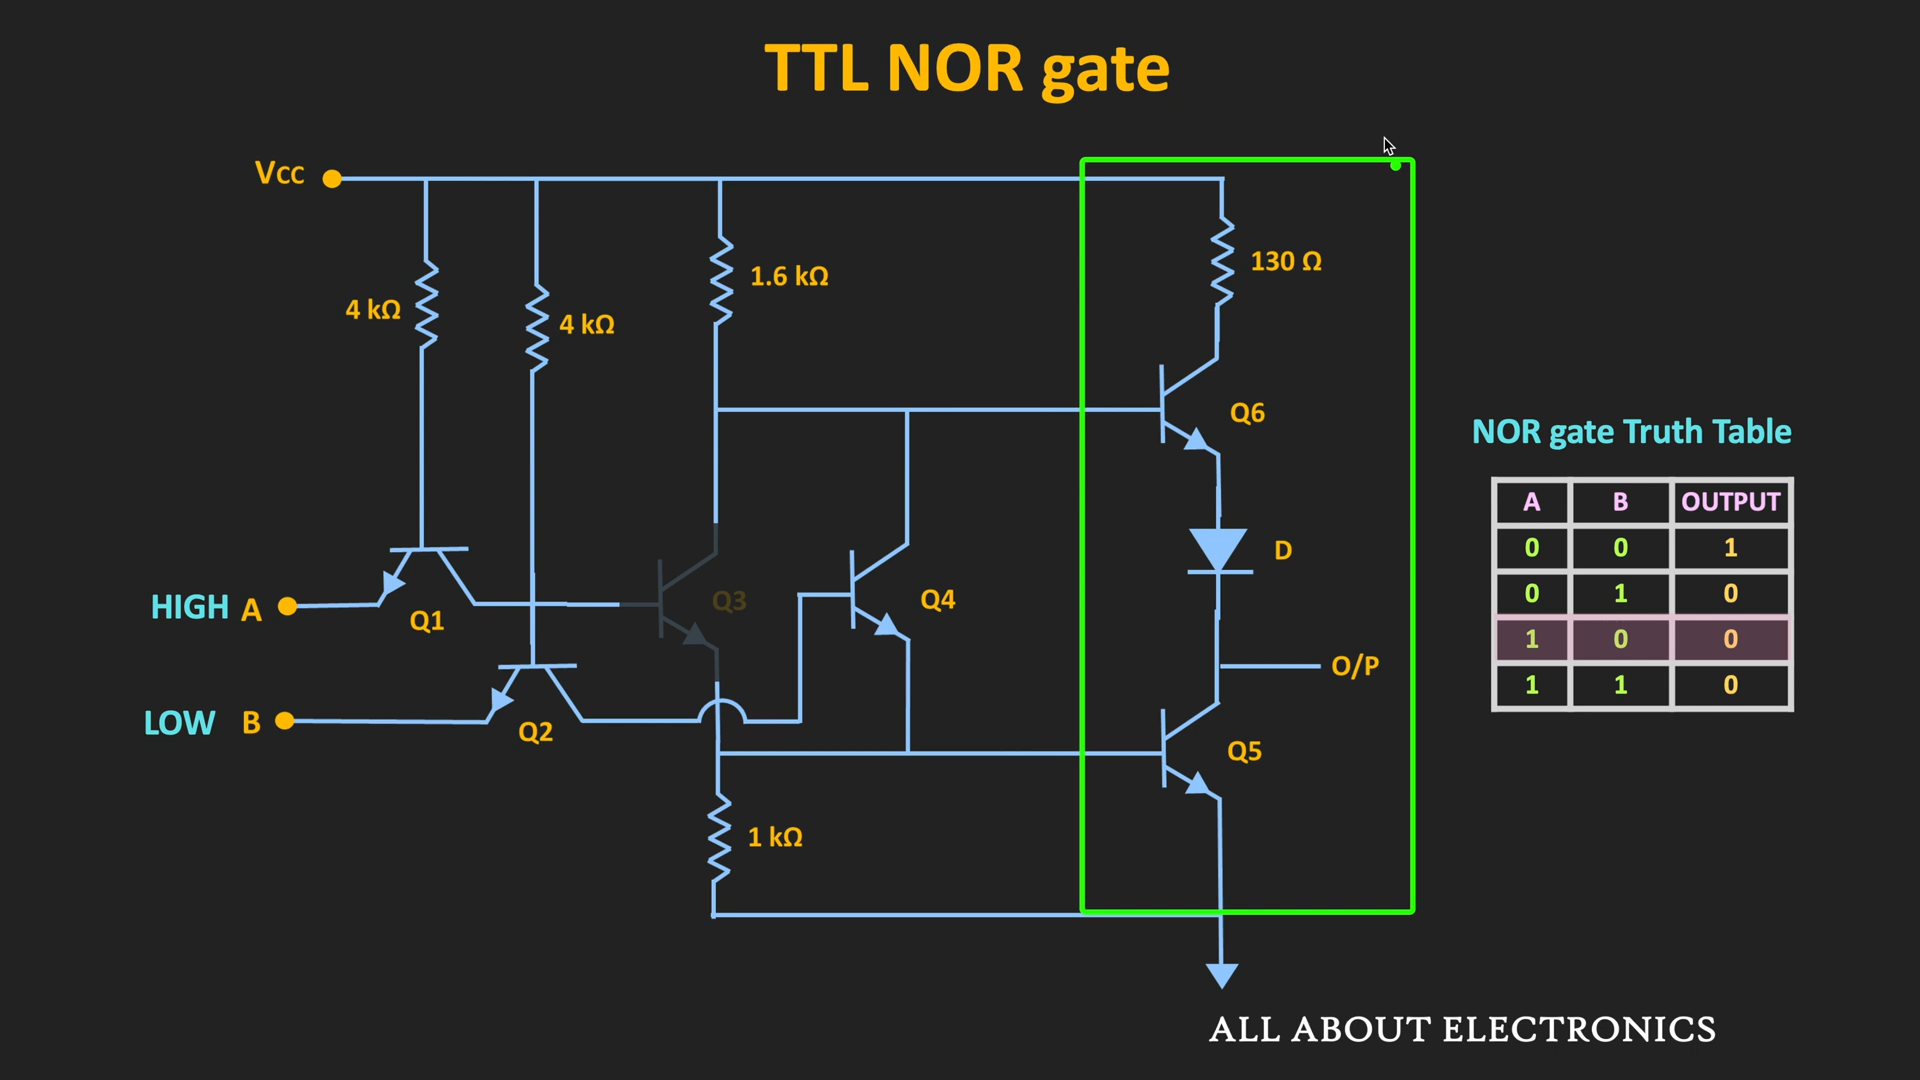 TTL NOR gate
Vcc
130 Ω
1.6 kΩ
4 kΩ
4 kΩ
Q6
NOR gate Truth Table
A B OUTPUT
0 0 1
0 1 0
1 0 0
1 1 0
D
Q3
Q4
HIGH A
Q1
O/P
LOW B
Q2
Q5
1 kΩ
ALL ABOUT ELECTRONICS